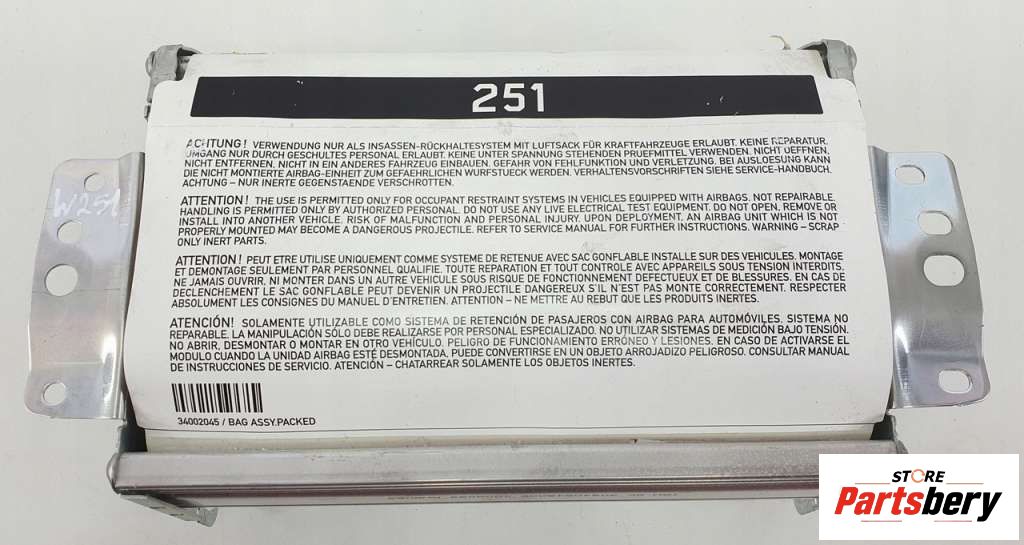 251
ACHTUNG! VERWENDUNG NUR ALS INSASSEN-RÜCKHALTESYSTEM MIT LUFTSACK FÜR KRAFTFAHRZEUGE ERLAUBT. KEINE REPARATUR.
UMGANG NUR DURCH GESCHULTES PERSONAL ERLAUBT. KEINE UNTER SPANNUNG STEHENDEN PRUEFMITTEL VERWENDEN. NICHT OEFFNEN,
NICHT ENTFERNEN. NICHT IN EIN ANDERES FAHRZEUG EINBAUEN. GEFAHR VON FEHLFUNKTION UND VERLETZUNG. BEI AUSLOESUNG KANN
DIE NICHT MONTIERTE AIRBAG-EINHEIT ZUM GEFAEHRLICHEN WURFSTUECK WERDEN. VERHALTENSVORSCHRIFTEN SIEHE SERVICE-HANDBUCH.
ACHTUNG – NUR INERTE GEGENSTAENDE VERSCHROTTEN.
ATTENTION! THE USE IS PERMITTED ONLY FOR OCCUPANT RESTRAINT SYSTEMS IN VEHICLES EQUIPPED WITH AIRBAGS. NOT REPAIRABLE.
HANDLING IS PERMITTED ONLY BY AUTHORIZED PERSONAL. DO NOT USE ANY LIVE ELECTRICAL TEST EQUIPMENT. DO NOT OPEN, REMOVE OR
INSTALL INTO ANOTHER VEHICLE. RISK OF MALFUNCTION AND PERSONAL INJURY. UPON DEPLOYMENT, AN AIRBAG UNIT WHICH IS NOT
PROPERLY MOUNTED MAY BECOME A DANGEROUS PROJECTILE. REFER TO SERVICE MANUAL FOR FURTHER INSTRUCTIONS. WARNING – SCRAP
ONLY INERT PARTS.
W251
ATTENTION! PEUT ETRE UTILISE UNIQUEMENT COMME SYSTEME DE RETENUE AVEC SAC GONFLABLE INSTALLE SUR DES VEHICULES. MONTAGE
ET DEMONTAGE SEULEMENT PAR PERSONNEL QUALIFIE. TOUTE REPARATION ET TOUT CONTROLE AVEC APPAREILS SOUS TENSION INTERDITS,
NE JAMAIS OUVRIR, NI MONTER DANS UN AUTRE VEHICULE SOUS RISQUE DE FONCTIONNEMENT DEFECTUEUX ET DE BLESSURES. EN CAS DE
DECLENCHEMENT LE SAC GONFLABLE PEUT DEVENIR UN PROJECTILE DANGEREUX S'IL N'EST PAS MONTE CORRECTEMENT. RESPECTER
ABSOLUMENT LES CONSIGNES DU MANUEL D'ENTRETIEN. ATTENTION – NE METTRE AU REBUT QUE LES PRODUITS INERTES.
ATENCIÓN! SOLAMENTE UTILIZABLE COMO SISTEMA DE RETENCIÓN DE PASAJEROS CON AIRBAG PARA AUTOMÓVILES. SISTEMA NO
REPARABLE. LA MANIPULACIÓN SÓLO DEBE REALIZARSE POR PERSONAL ESPECIALIZADO. NO UTILIZAR SISTEMAS DE MEDICIÓN BAJO TENSIÓN.
NO ABRIR, DESMONTAR O MONTAR EN OTRO VEHÍCULO. PELIGRO DE FUNCIONAMIENTO ERRÓNEO Y LESIONES. EN CASO DE ACTIVARSE EL
MODULO CUANDO LA UNIDAD AIRBAG ESTÉ DESMONTADA, PUEDE CONVERTIRSE EN UN OBJETO ARROJADIZO PELIGROSO. CONSULTAR MANUAL
DE INSTRUCCIONES DE SERVICIO. ATENCIÓN – CHATARREAR SOLAMENTE LOS OBJETOS INERTES.
34002045 / BAG ASSY.PACKED
STORE
Partsbery